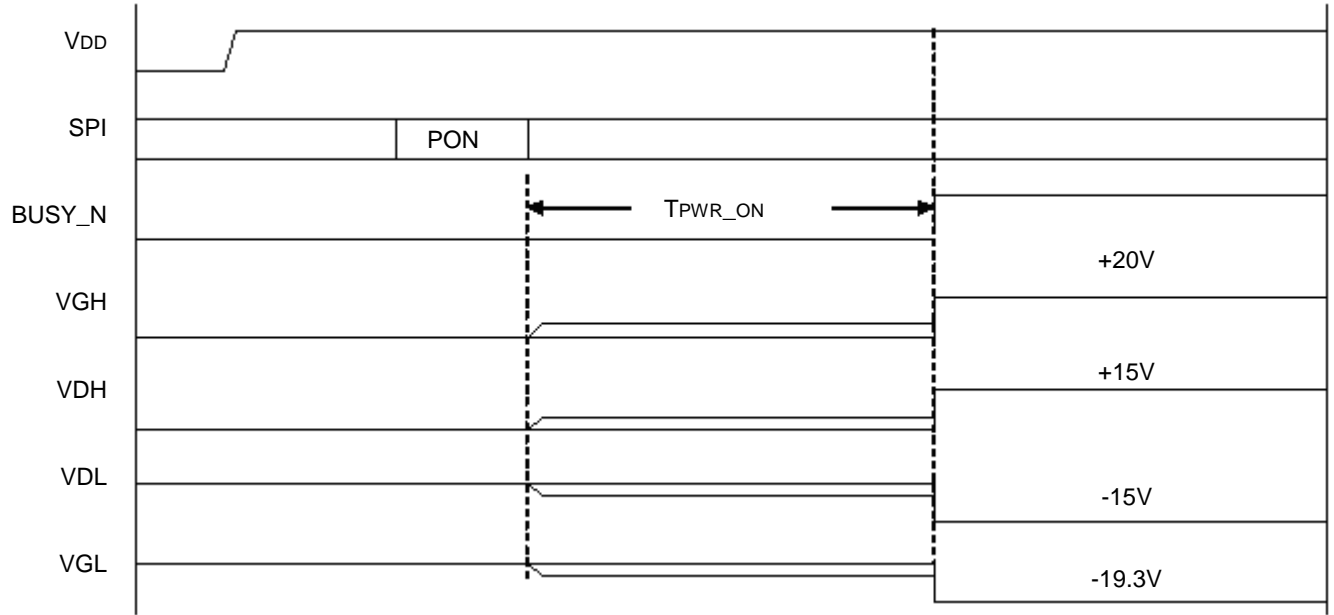 VDD
SPI
PON
BUSY_N
TPWR_ON
+20V
VGH
+15V
VDH
VDL
-15V
VGL
-19.3V